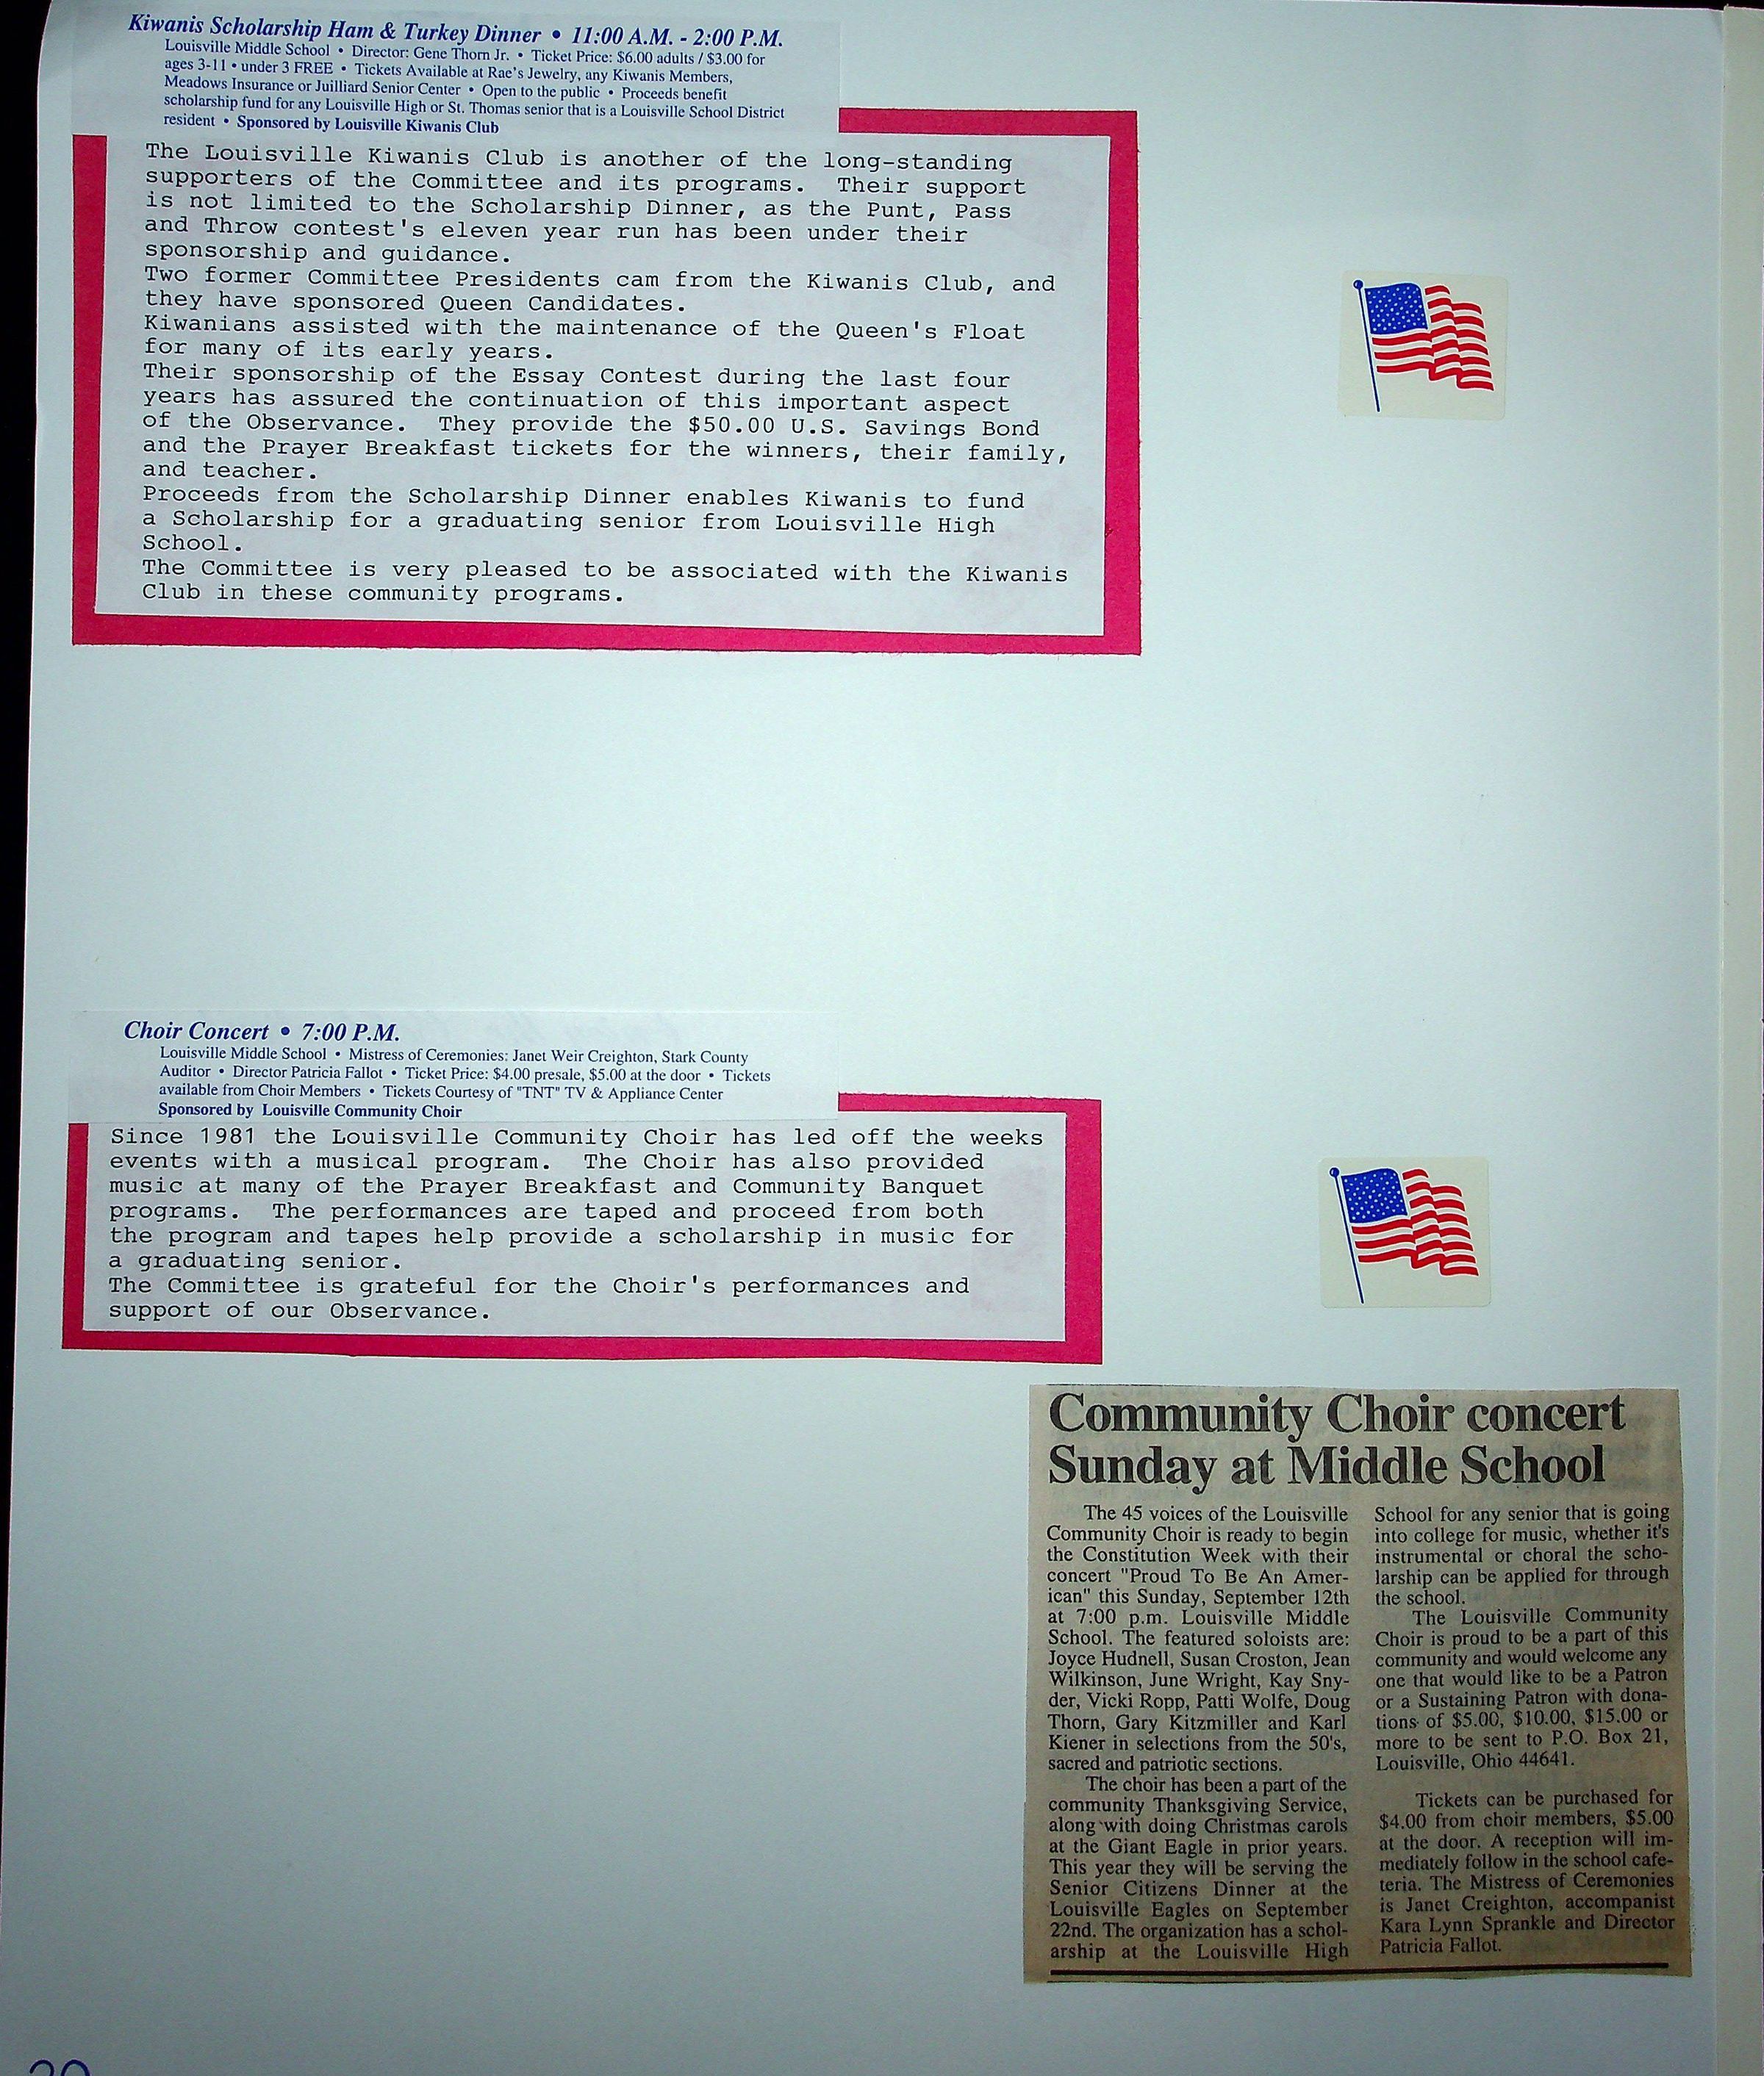 Kiwanis Scholarship Ham & Turkey Dinner • 11:00 A.M. - 2:00 P.M.
Louisville Middle School • Director: Gene Thorn Jr. • Ticket Price: $6.00 adults / $3.00 for
ages 3-11 • under 3 FREE • Tickets Available at Rae's Jewelry, any Kiwanis Members,
Meadows Insurance or Juilliard Senior Center • Open to the public • Proceeds benefit
scholarship fund for any Louisville High or St. Thomas senior that is a Louisville School District
resident • Sponsored by Louisville Kiwanis Club
The Louisville Kiwanis Club is another of the long-standing
supporters of the Committee and its programs. Their support
is not limited to the Scholarship Dinner, as the Punt, Pass
and Throw contest's eleven year run has been under their
sponsorship and guidance.
Two former Committee Presidents cam from the Kiwanis Club, and
they have sponsored Queen Candidates.
Kiwanians assisted with the maintenance of the Queen's Float
for many of its early years.
Their sponsorship of the Essay Contest during the last four
years has assured the continuation of this important aspect
of the Observance. They provide the $50.00 U.S. Savings Bond
and the Prayer Breakfast tickets for the winners, their family,
and teacher.
Proceeds from the Scholarship Dinner enables Kiwanis to fund
a Scholarship for a graduating senior from Louisville High
School.
The Committee is very pleased to be associated with the Kiwanis
Club in these community programs.
Choir Concert • 7:00 P.M.
Louisville Middle School • Mistress of Ceremonies: Janet Weir Creighton, Stark County
Auditor • Director Patricia Fallot • Ticket Price: $4.00 presale, $5.00 at the door • Tickets
available from Choir Members • Tickets Courtesy of "TNT" TV & Appliance Center
Sponsored by Louisville Community Choir
Since 1981 the Louisville Community Choir has led off the weeks
events with a musical program. The Choir has also provided
music at many of the Prayer Breakfast and Community Banquet
programs. The performances are taped and proceed from both
the program and tapes help provide a scholarship in music for
a graduating senior.
The Committee is grateful for the Choir's performances and
support of our Observance.
Community Choir concert
Sunday at Middle School
The 45 voices of the Louisville
Community Choir is ready to begin
the Constitution Week with their
concert "Proud To Be An Amer-
ican" this Sunday, September 12th
at 7:00 p.m. Louisville Middle
School. The featured soloists are:
Joyce Hudnell, Susan Croston, Jean
Wilkinson, June Wright, Kay Sny-
der, Vicki Ropp, Patti Wolfe, Doug
Thorn, Gary Kitzmiller and Karl
Kiener in selections from the 50's,
sacred and patriotic sections.
The choir has been a part of the
community Thanksgiving Service,
along with doing Christmas carols
at the Giant Eagle in prior years.
This year they will be serving the
Senior Citizens Dinner at the
Louisville Eagles on September
22nd. The organization has a schol-
arship at the Louisville High
School for any senior that is going
into college for music, whether it's
instrumental or choral the scho-
larship can be applied for through
the school.
The Louisville Community
Choir is proud to be a part of this
community and would welcome any
one that would like to be a Patron
or a Sustaining Patron with dona-
tions of $5.00, $10.00, $15.00 or
more to be sent to P.O. Box 21,
Louisville, Ohio 44641.
Tickets can be purchased for
$4.00 from choir members, $5.00
at the door. A reception will im-
mediately follow in the school cafe-
teria. The Mistress of Ceremonies
is Janet Creighton, accompanist
Kara Lynn Sprankle and Director
Patricia Fallot.